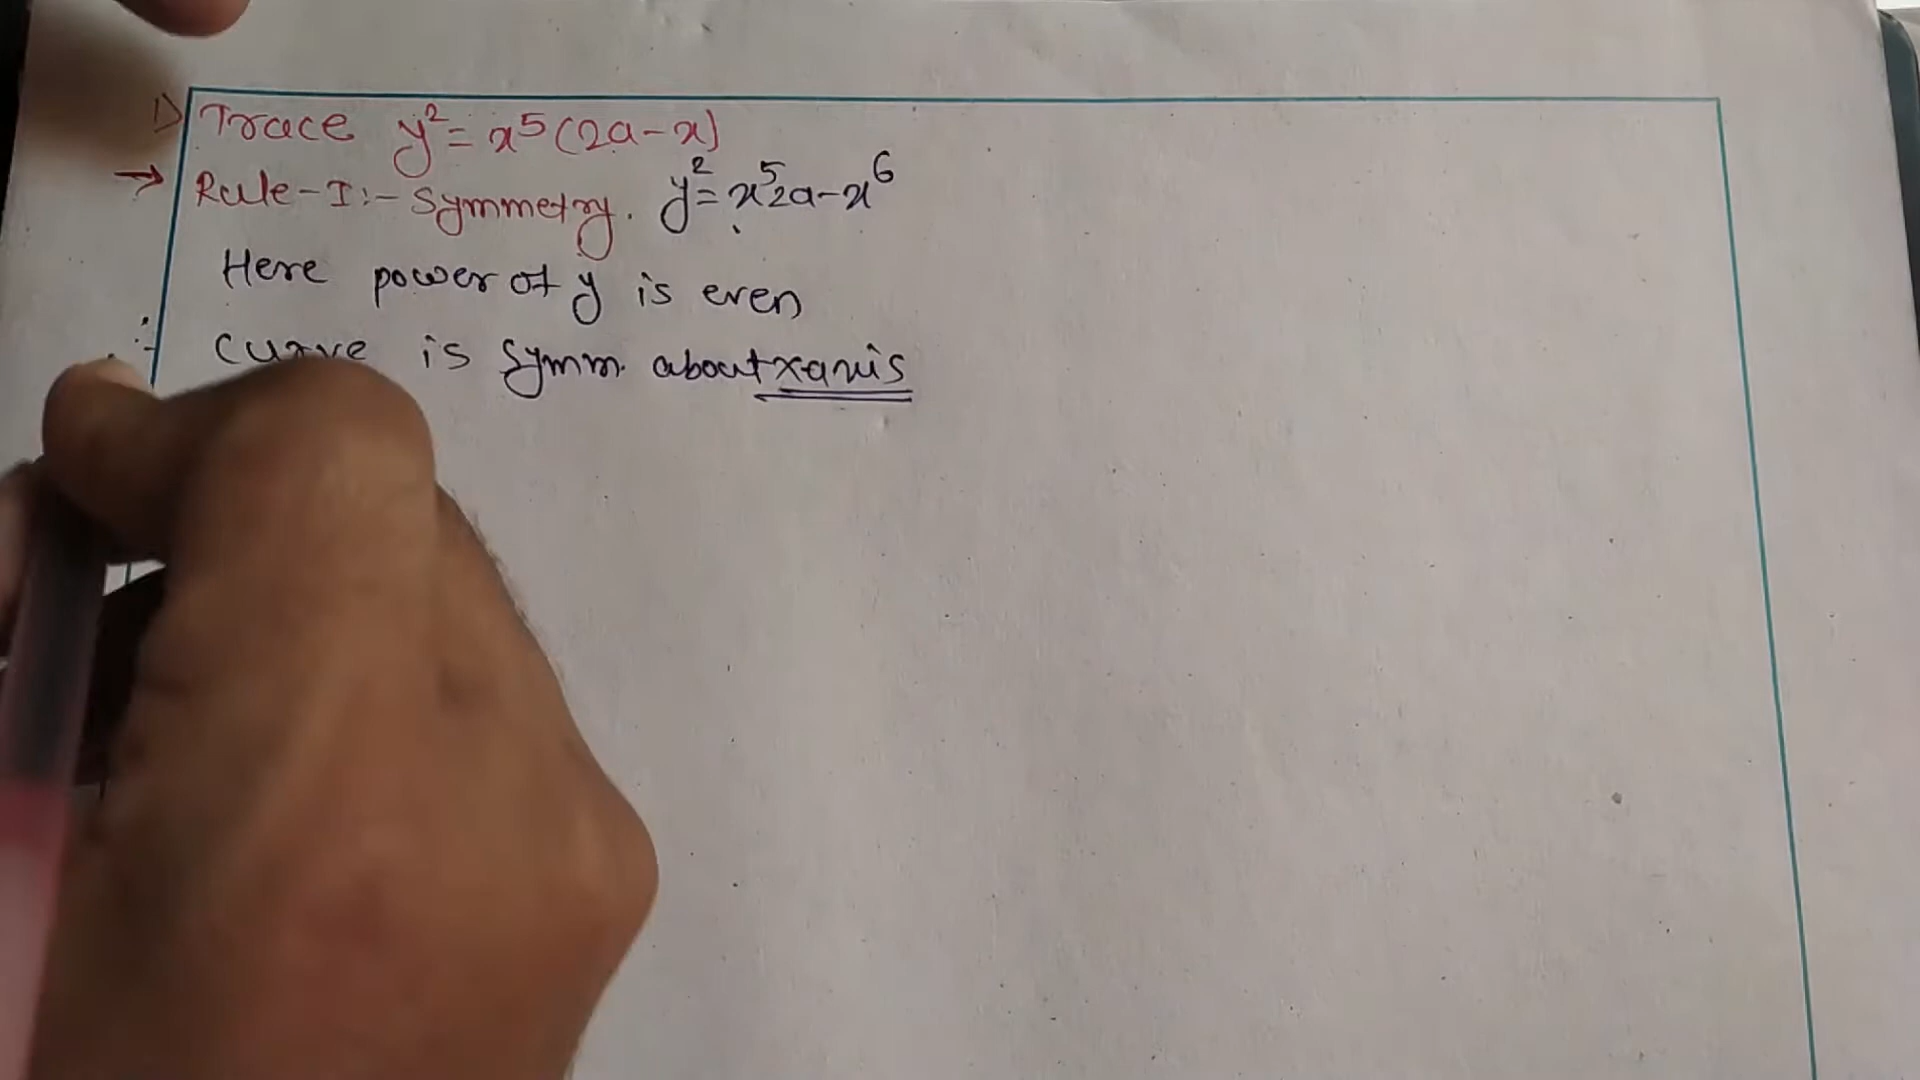 1) Trace y² = x⁵(2a-x)
→ Rule-I:- Symmetry. y² = x⁵2a-x⁶
Here power of y is even
∴ curve is Symm. about x-axis